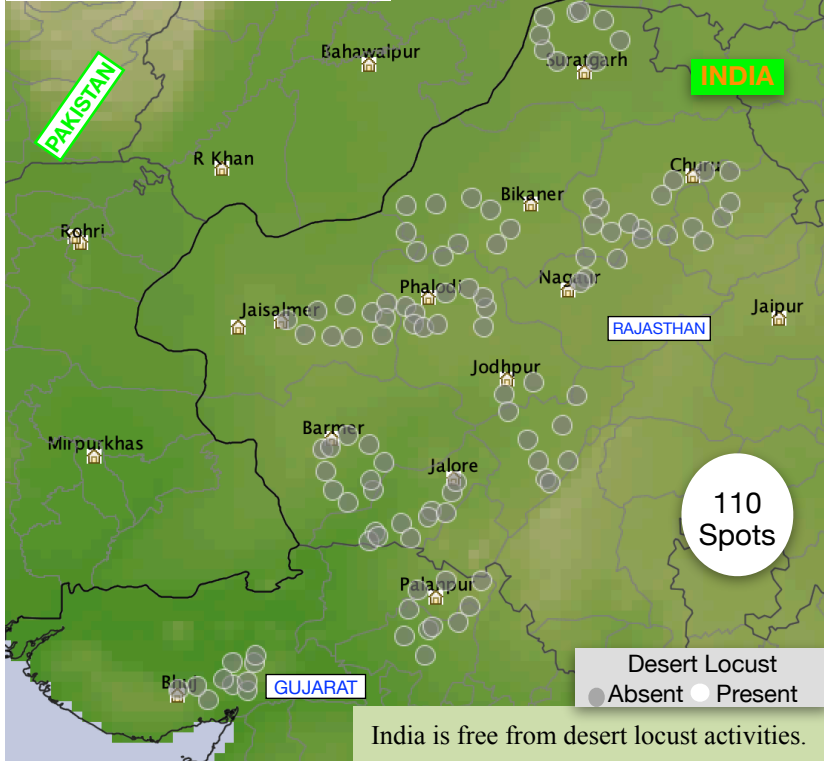 Bahawalpur
Suratgarh
INDIA
PAKISTAN
R Khan
Churu
Bikaner
Rohri
Phalodi
Nagaur
Jaisalmer
Jaipur
RAJASTHAN
Jodhpur
Barmer
Mirpurkhas
Jalore
110
Spots
Palanpur
Bhuj
GUJARAT
Desert Locust
Absent Present
India is free from desert locust activities.